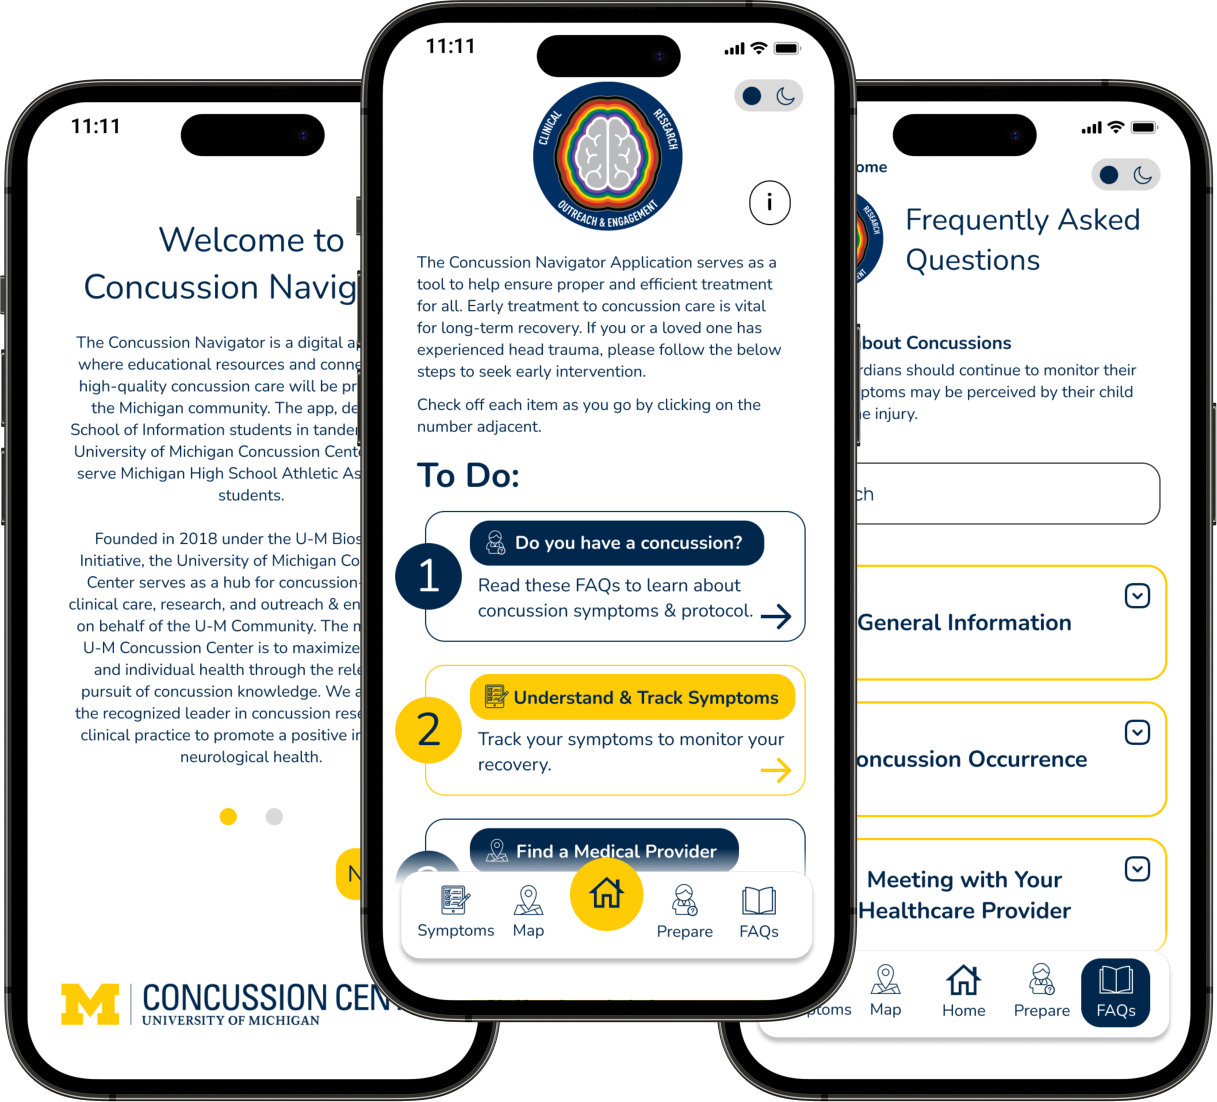 11:11
Welcome to
Concussion Navig
The Concussion Navigator is a digital a
where educational resources and conne
high-quality concussion care will be pr
the Michigan community. The app, de
School of Information students in tande
University of Michigan Concussion Cent
serve Michigan High School Athletic As
students.
Founded in 2018 under the U-M Bios
Initiative, the University of Michigan Co
Center serves as a hub for concussion-
clinical care, research, and outreach & en
on behalf of the U-M Community. The m
U-M Concussion Center is to maximize
and individual health through the rele
pursuit of concussion knowledge. We a
the recognized leader in concussion rese
clinical practice to promote a positive in
neurological health.
N
M
CONCUSSION CEN
UNIVERSITY OF MICHIGAN
11:11
CLINICAL
RESEARCH
OUTREACH & ENGAGEMENT
i
The Concussion Navigator Application serves as a
tool to help ensure proper and efficient treatment
for all. Early treatment to concussion care is vital
for long-term recovery. If you or a loved one has
experienced head trauma, please follow the below
steps to seek early intervention.
Check off each item as you go by clicking on the
number adjacent.
To Do:
1
Do you have a concussion?
Read these FAQs to learn about
concussion symptoms & protocol.
2
Understand & Track Symptoms
Track your symptoms to monitor your
recovery.
Find a Medical Provider
Symptoms
Map
Prepare
FAQs
ome
RESEARCH
ENT
Frequently Asked
Questions
bout Concussions
rdians should continue to monitor their
ptoms may be perceived by their child
e injury.
ch
General Information
oncussion Occurrence
Meeting with Your
Healthcare Provider
ptoms
Map
Home
Prepare
FAQs